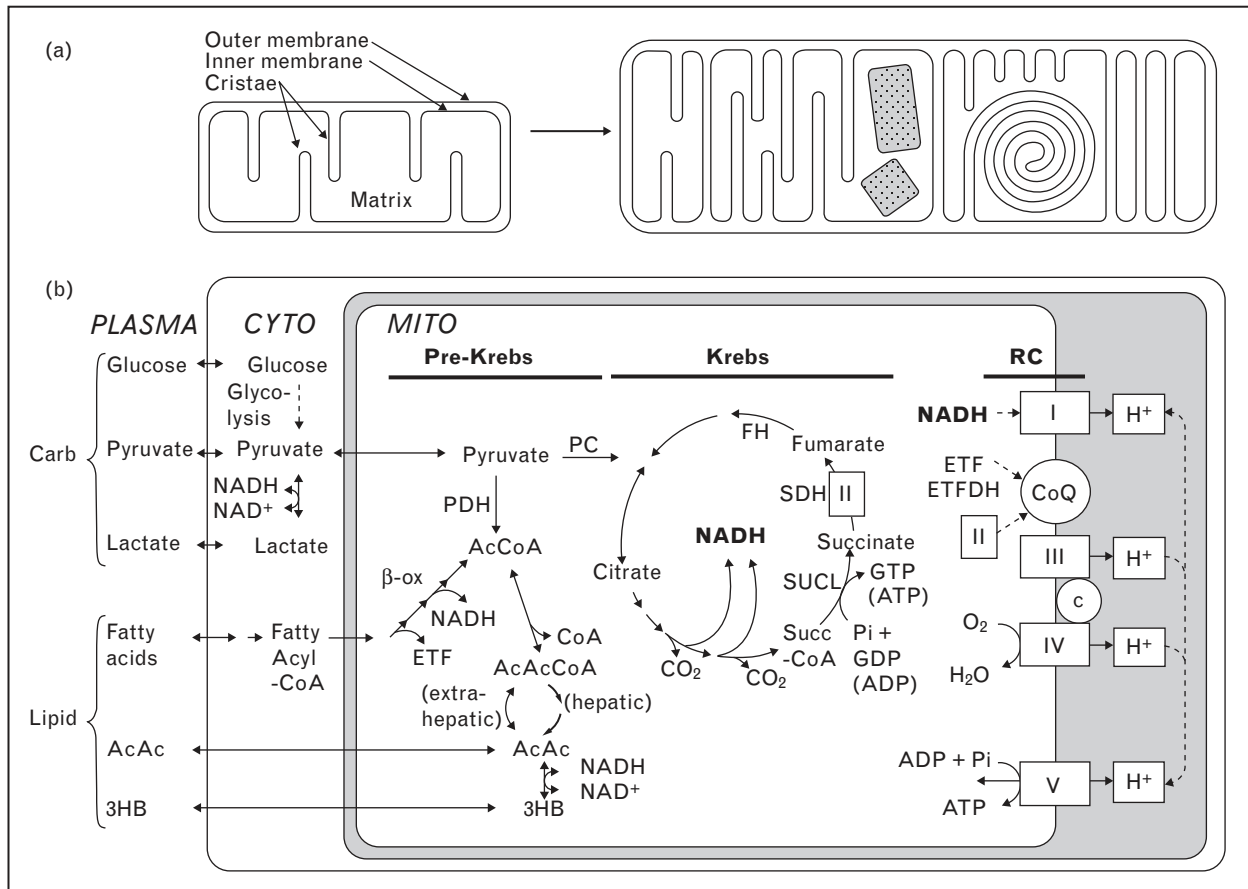 (a)
Outer membrane
Inner membrane
Cristae
Matrix
(b)
PLASMA
CYTO
MITO
Pre-Krebs
Krebs
RC
Carb
Glucose
Pyruvate
Lactate
Lipid
Fatty
acids
AcAc
3HB
Glucose
Glyco-
lysis
Pyruvate
NADH
NAD⁺
Lactate
Fatty
Acyl
-CoA
Pyruvate
PC
PDH
AcCoA
β-ox
NADH
ETF
CoA
AcAcCoA
(extra-
hepatic)
(hepatic)
AcAc
NADH
NAD⁺
3HB
FH
Fumarate
SDH
II
NADH
Succinate
Citrate
SUCL
GTP
(ATP)
Succ
-CoA
Pi +
GDP
(ADP)
CO₂
CO₂
NADH
I
H⁺
ETF
ETFDH
CoQ
II
III
H⁺
c
O₂
H₂O
IV
H⁺
ADP + Pi
ATP
V
H⁺